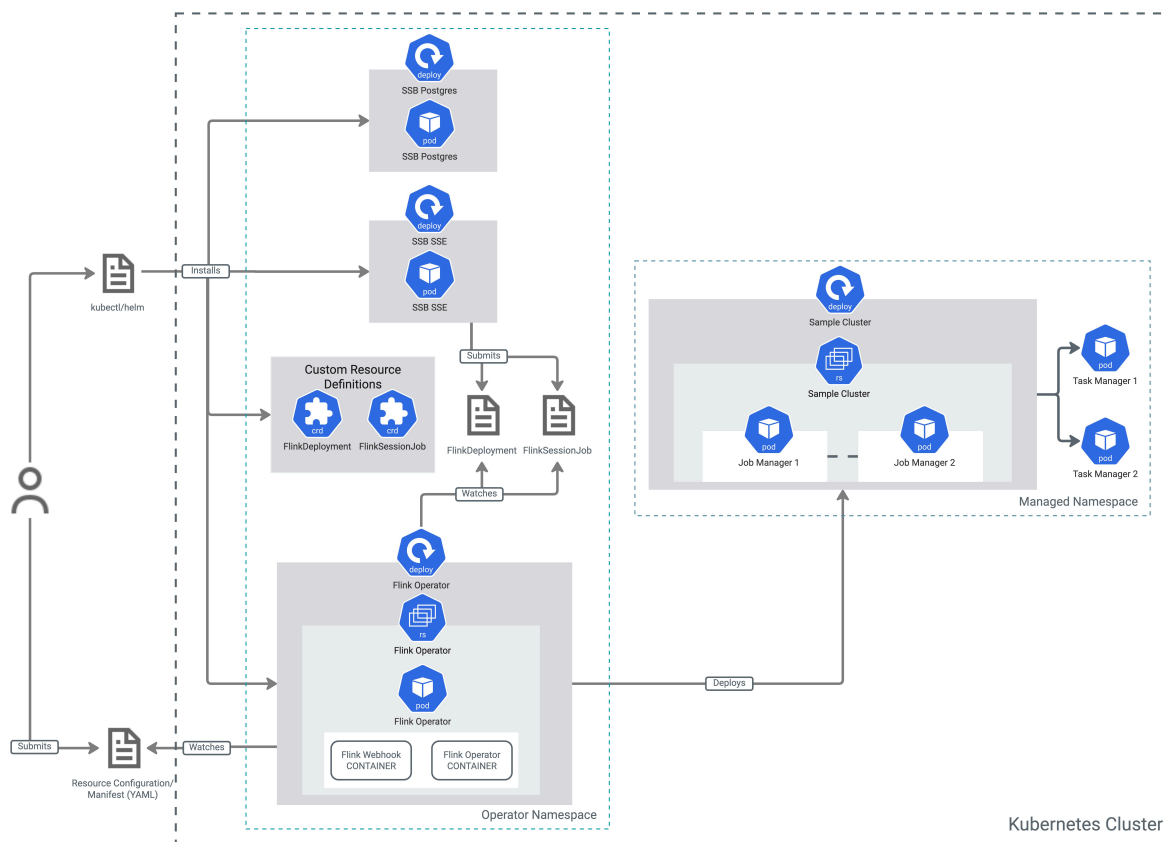 deploy
SSB Postgres
pod
SSB Postgres
deploy
SSB SSE
pod
SSB SSE
Installs
kubectl/helm
Submits
Custom Resource
Definitions
crd
FlinkDeployment
crd
FlinkSessionJob
FlinkDeployment
FlinkSessionJob
Watches
deploy
Flink Operator
rs
Flink Operator
pod
Flink Operator
Flink Webhook
CONTAINER
Flink Operator
CONTAINER
Operator Namespace
Submits
Watches
Resource Configuration/
Manifest (YAML)
Deploys
deploy
Sample Cluster
rs
Sample Cluster
pod
Job Manager 1
pod
Job Manager 2
pod
Task Manager 1
pod
Task Manager 2
Managed Namespace
Kubernetes Cluster